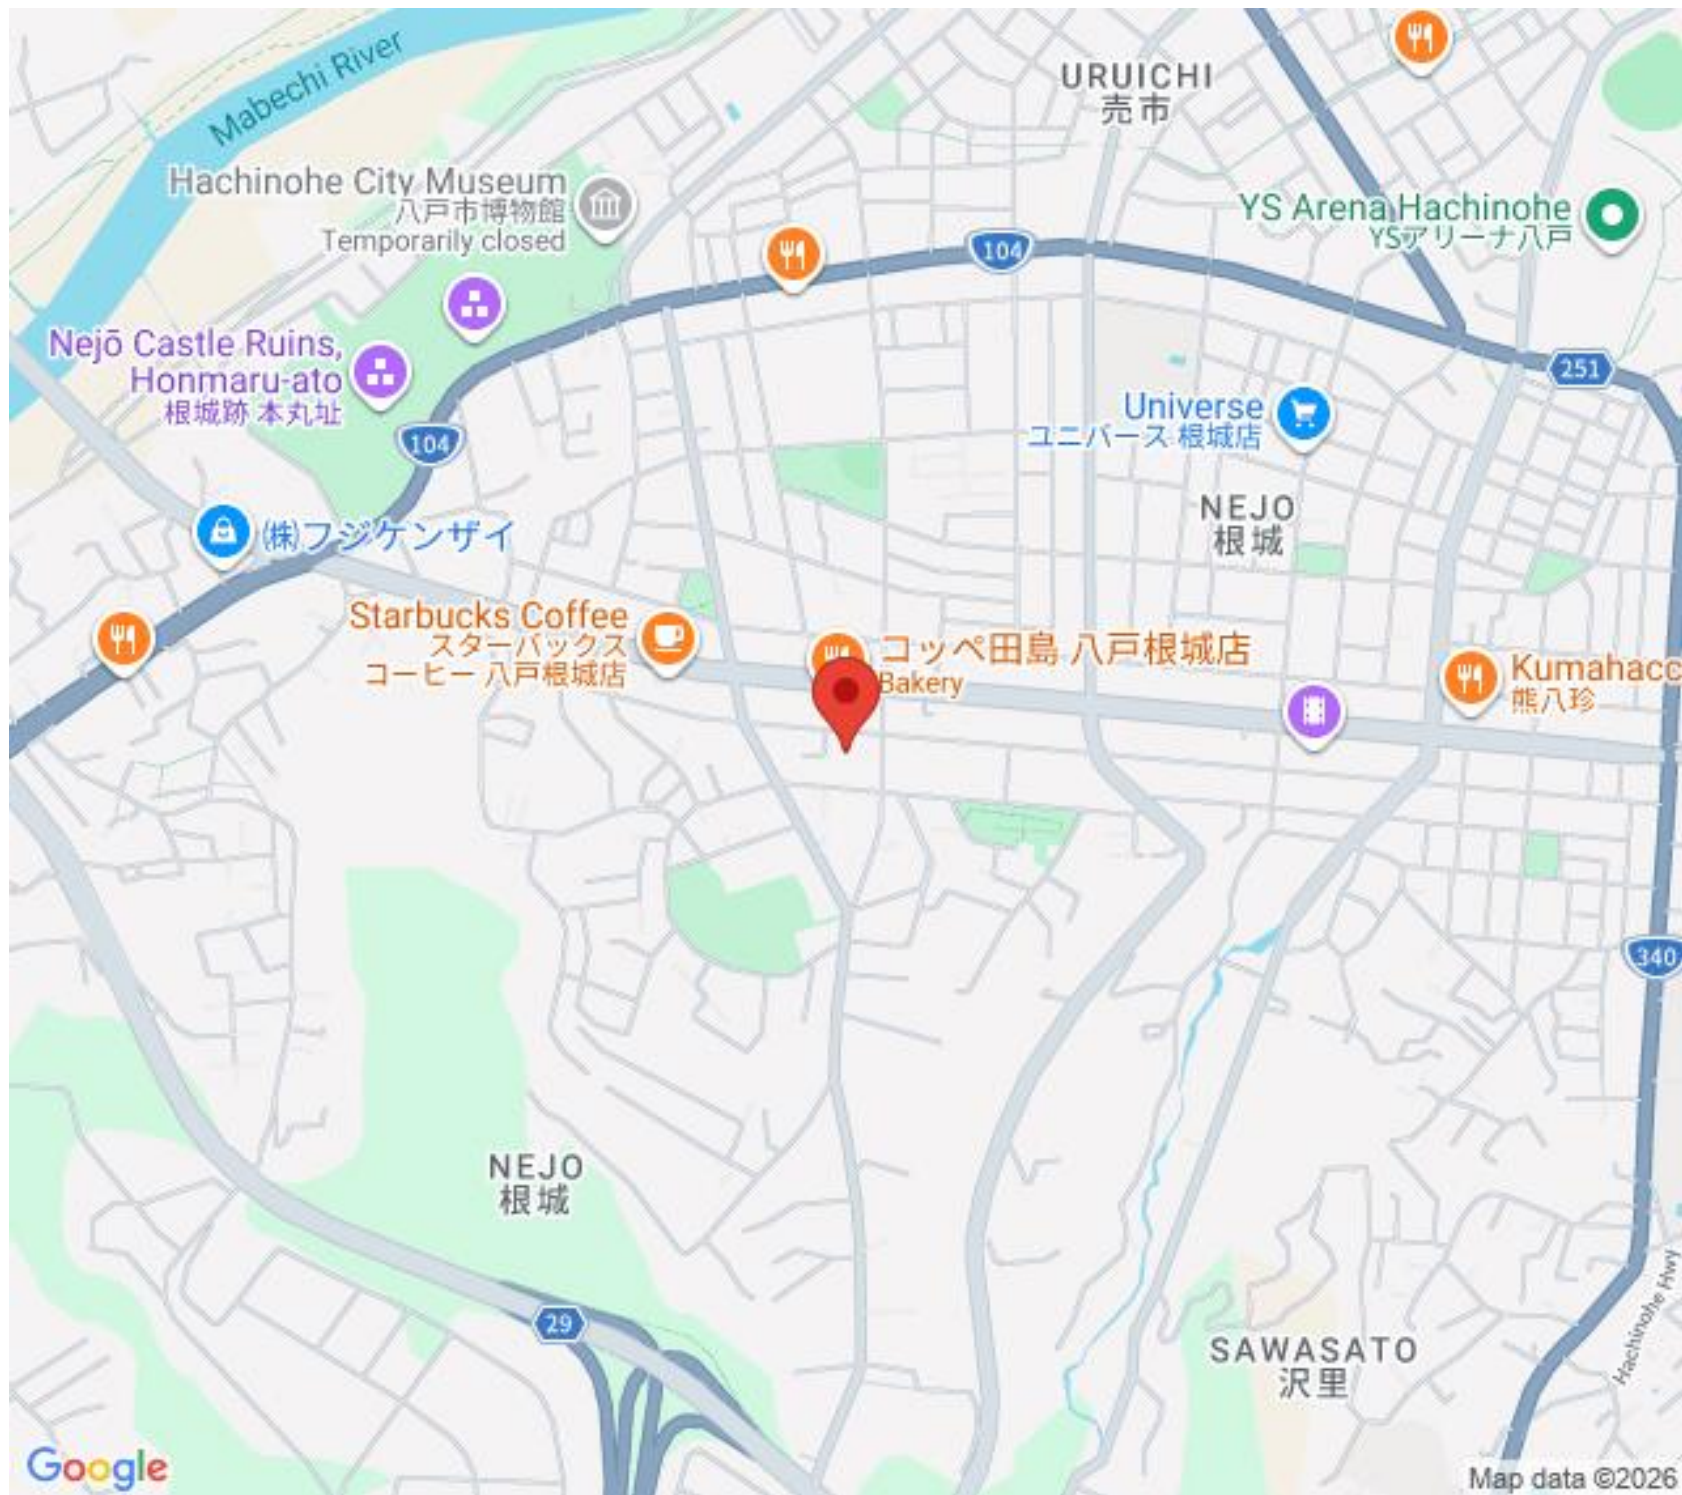 Mabechi River
URUICHI
売市
Hachinohe City Museum
八戸市博物館
Temporarily closed
YS Arena Hachinohe
YSアリーナ八戸
104
Nejō Castle Ruins,
Honmaru-ato
根城跡 本丸址
251
104
Universe
ユニバース 根城店
NEJO
根城
㈱フジケンザイ
Starbucks Coffee
スターバックス
コーヒー 八戸根城店
コッペ田島 八戸根城店
Bakery
Kumahacc
熊八珍
340
NEJO
根城
29
SAWASATO
沢里
Hachinohe Hwy
Google
Map data ©2026